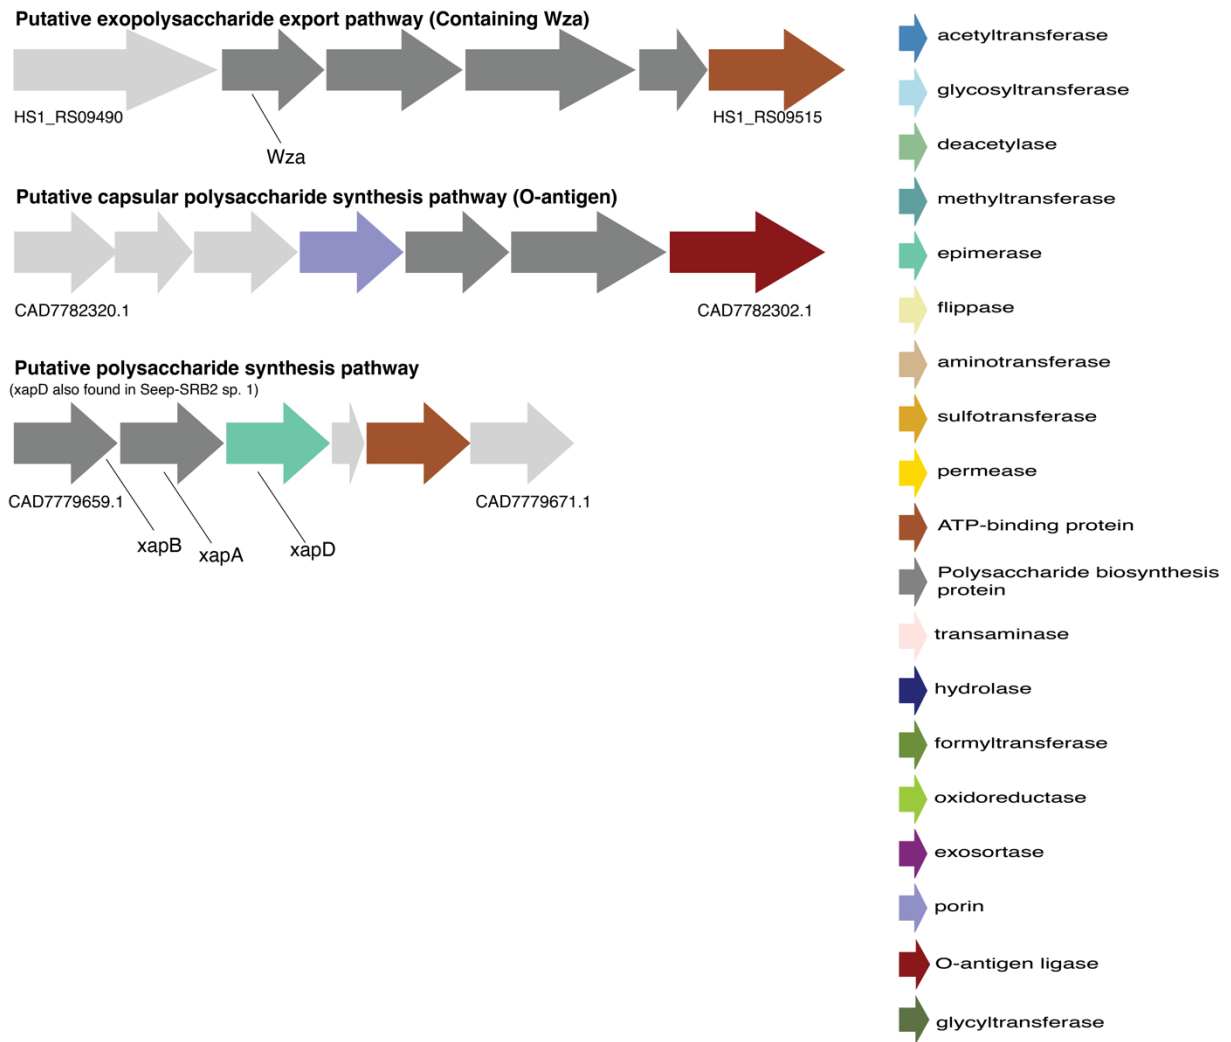 Putative exopolysaccharide export pathway (Containing Wza)
HS1_RS09490
HS1_RS09515
Wza
Putative capsular polysaccharide synthesis pathway (O-antigen)
CAD7782320.1
CAD7782302.1
Putative polysaccharide synthesis pathway
(xapD also found in Seep-SRB2 sp. 1)
CAD7779659.1
CAD7779671.1
xapB
xapA
xapD
acetyltransferase
glycosyltransferase
deacetylase
methyltransferase
epimerase
flippase
aminotransferase
sulfotransferase
permease
ATP-binding protein
Polysaccharide biosynthesis
protein
transaminase
hydrolase
formyltransferase
oxidoreductase
exosortase
porin
O-antigen ligase
glycyltransferase